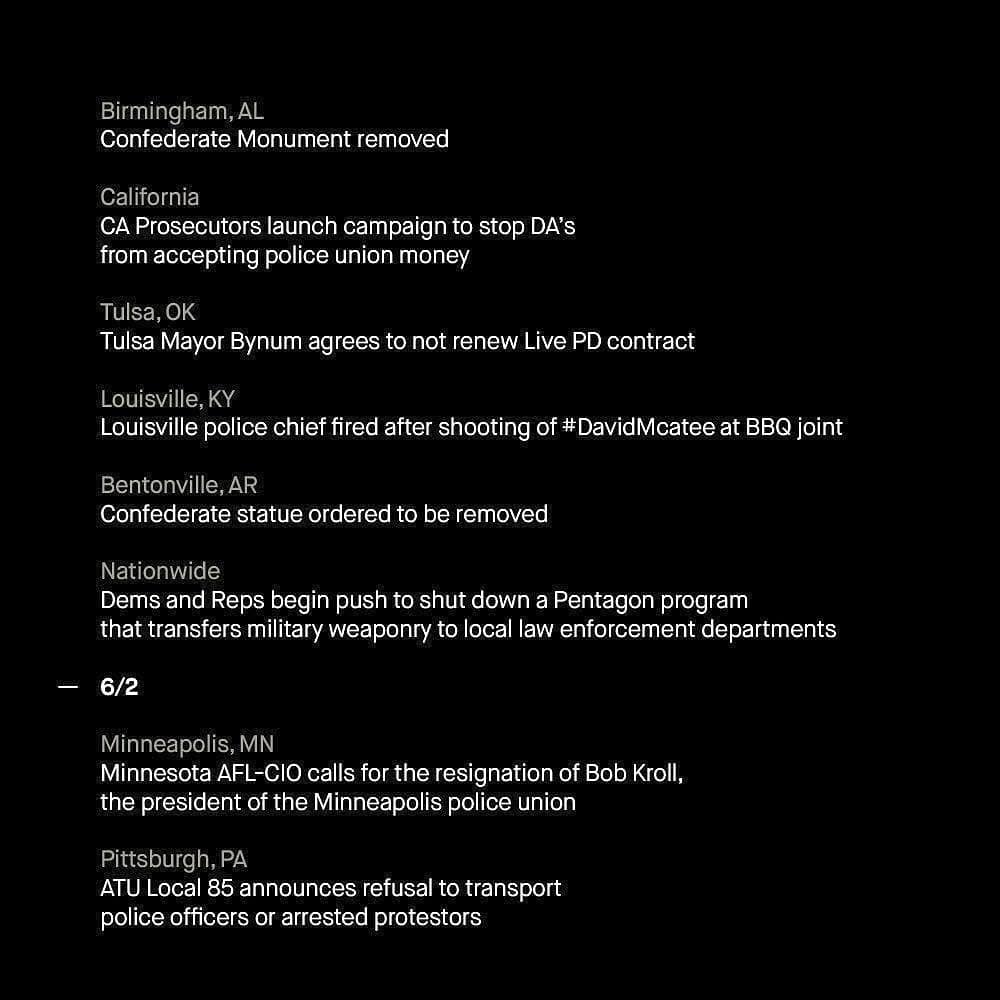 Birmingham, AL
Confederate Monument removed
California
CA Prosecutors launch campaign to stop DA's
from accepting police union money
Tulsa, OK
Tulsa Mayor Bynum agrees to not renew Live PD contract
Louisville, KY
Louisville police chief fired after shooting of #DavidMcatee at BBQ joint
Bentonville, AR
Confederate statue ordered to be removed
Nationwide
Dems and Reps begin push to shut down a Pentagon program
that transfers military weaponry to local law enforcement departments
— 6/2
Minneapolis, MN
Minnesota AFL-CIO calls for the resignation of Bob Kroll,
the president of the Minneapolis police union
Pittsburgh, PA
ATU Local 85 announces refusal to transport
police officers or arrested protestors